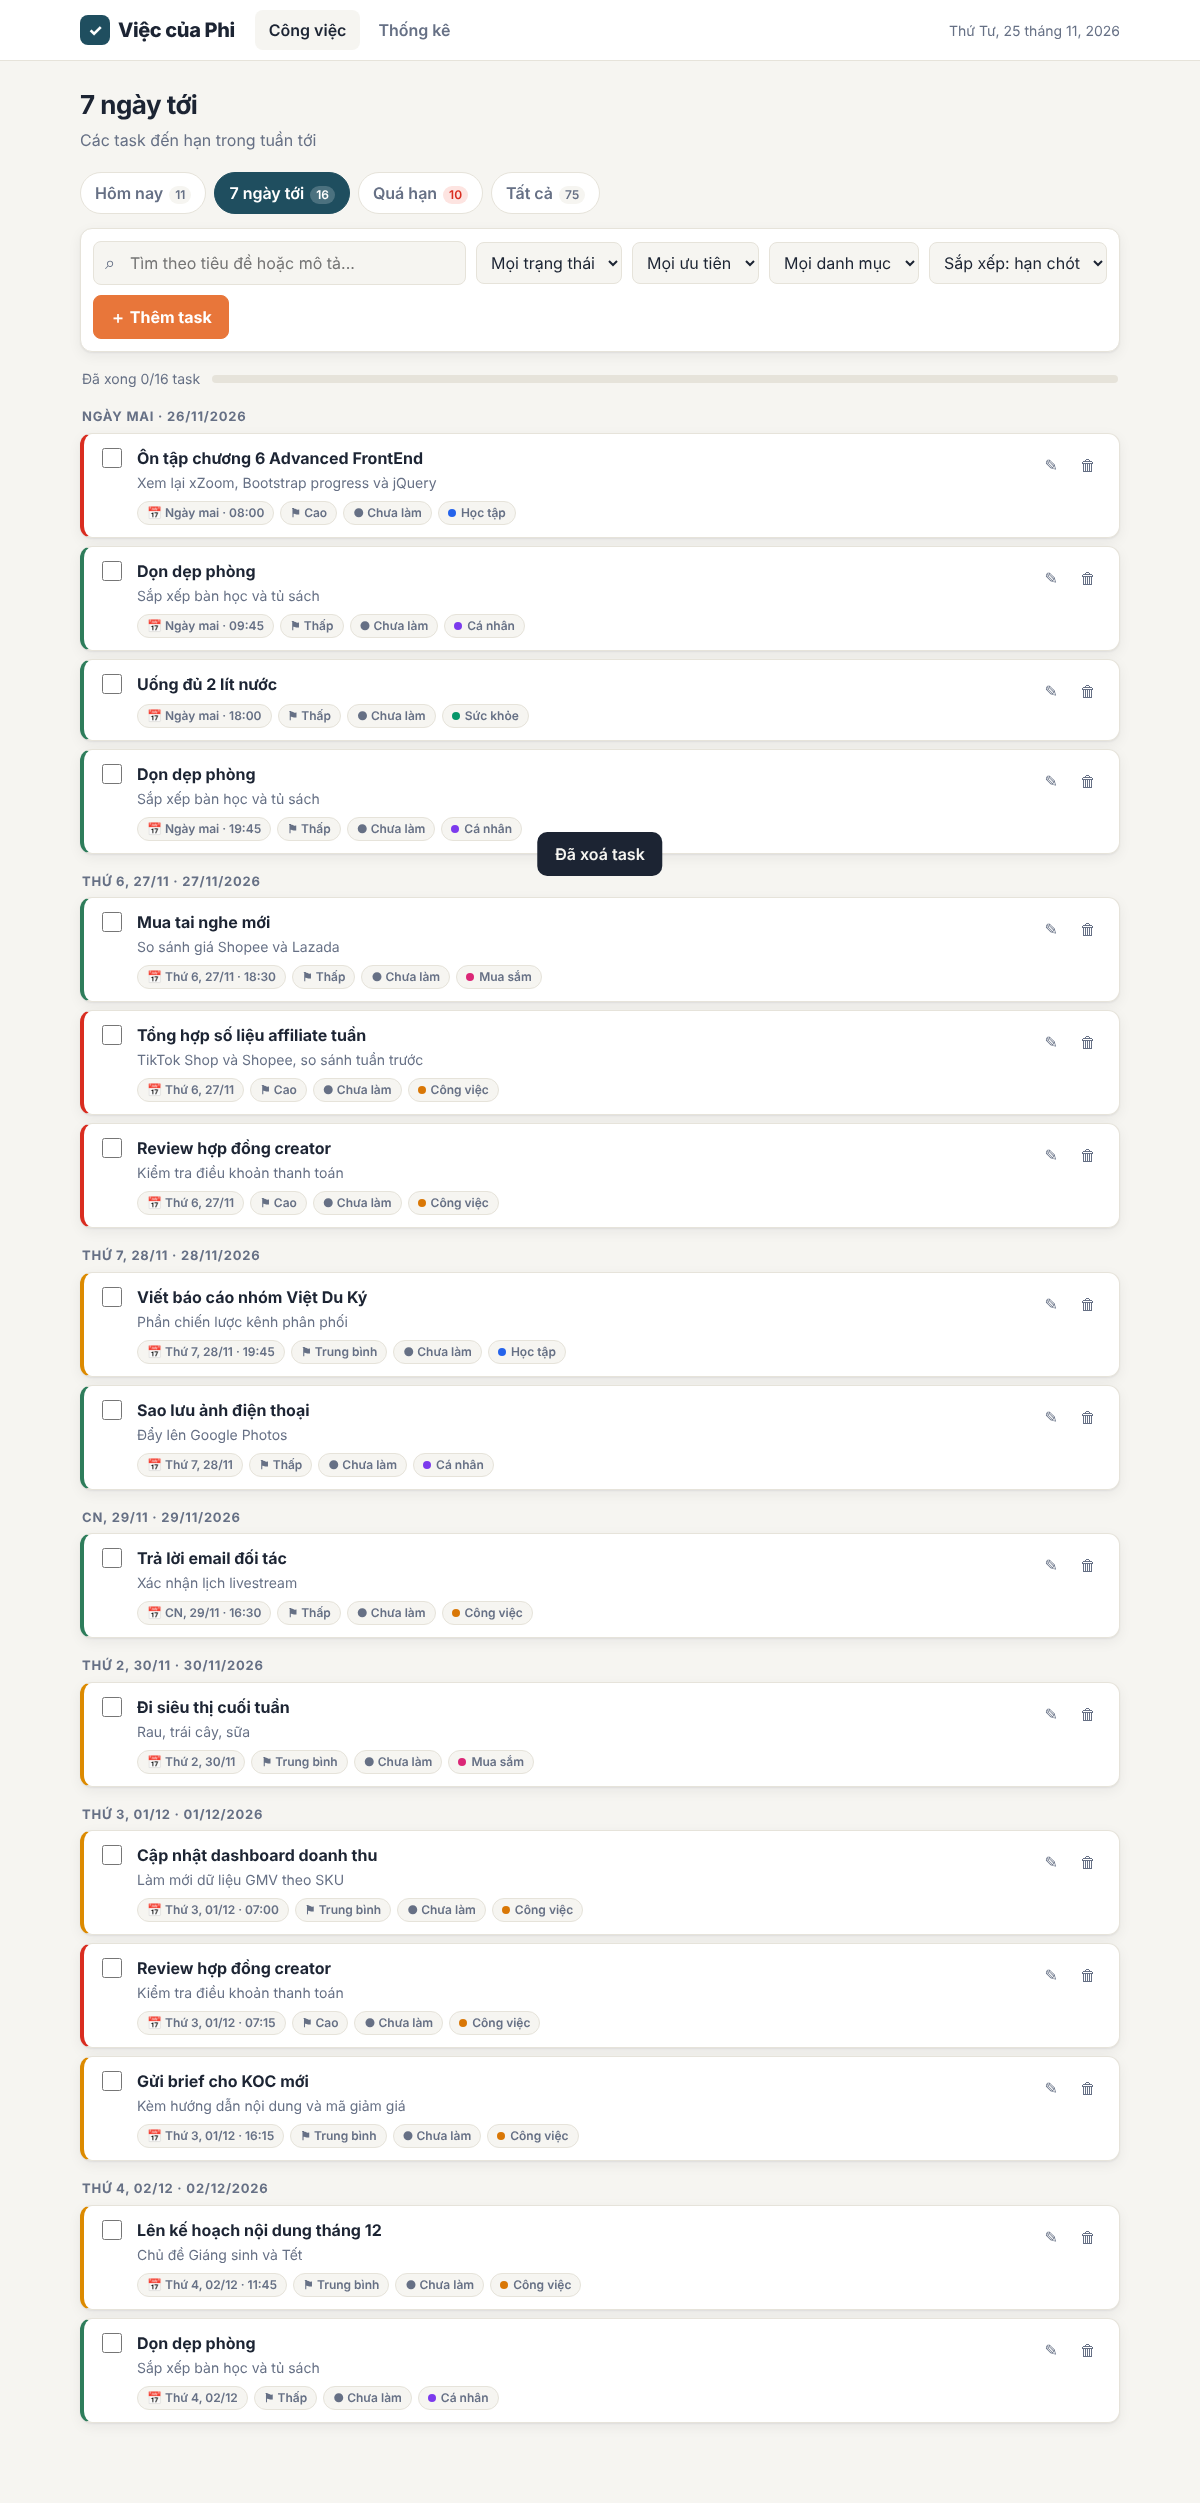 ✓ Việc của Phi Công việc Thống kê Thứ Tư, 25 tháng 11, 2026
7 ngày tới
Các task đến hạn trong tuần tới
Hôm nay 11 7 ngày tới 16 Quá hạn 10 Tất cả 75
Tìm theo tiêu đề hoặc mô tả... Mọi trạng thái Mọi ưu tiên Mọi danh mục Sắp xếp: hạn chót
+ Thêm task
Đã xong 0/16 task
NGÀY MAI · 26/11/2026
Ôn tập chương 6 Advanced FrontEnd
Xem lại xZoom, Bootstrap progress và jQuery
Ngày mai · 08:00 Cao Chưa làm Học tập
Dọn dẹp phòng
Sắp xếp bàn học và tủ sách
Ngày mai · 09:45 Thấp Chưa làm Cá nhân
Uống đủ 2 lít nước
Ngày mai · 18:00 Thấp Chưa làm Sức khỏe
Dọn dẹp phòng
Sắp xếp bàn học và tủ sách
Ngày mai · 19:45 Thấp Chưa làm Cá nhân
Đã xoá task
THỨ 6, 27/11 · 27/11/2026
Mua tai nghe mới
So sánh giá Shopee và Lazada
Thứ 6, 27/11 · 18:30 Thấp Chưa làm Mua sắm
Tổng hợp số liệu affiliate tuần
TikTok Shop và Shopee, so sánh tuần trước
Thứ 6, 27/11 Cao Chưa làm Công việc
Review hợp đồng creator
Kiểm tra điều khoản thanh toán
Thứ 6, 27/11 Cao Chưa làm Công việc
THỨ 7, 28/11 · 28/11/2026
Viết báo cáo nhóm Việt Du Ký
Phần chiến lược kênh phân phối
Thứ 7, 28/11 · 19:45 Trung bình Chưa làm Học tập
Sao lưu ảnh điện thoại
Đẩy lên Google Photos
Thứ 7, 28/11 Thấp Chưa làm Cá nhân
CN, 29/11 · 29/11/2026
Trả lời email đối tác
Xác nhận lịch livestream
CN, 29/11 · 16:30 Thấp Chưa làm Công việc
THỨ 2, 30/11 · 30/11/2026
Đi siêu thị cuối tuần
Rau, trái cây, sữa
Thứ 2, 30/11 Trung bình Chưa làm Mua sắm
THỨ 3, 01/12 · 01/12/2026
Cập nhật dashboard doanh thu
Làm mới dữ liệu GMV theo SKU
Thứ 3, 01/12 · 07:00 Trung bình Chưa làm Công việc
Review hợp đồng creator
Kiểm tra điều khoản thanh toán
Thứ 3, 01/12 · 07:15 Cao Chưa làm Công việc
Gửi brief cho KOC mới
Kèm hướng dẫn nội dung và mã giảm giá
Thứ 3, 01/12 · 16:15 Trung bình Chưa làm Công việc
THỨ 4, 02/12 · 02/12/2026
Lên kế hoạch nội dung tháng 12
Chủ đề Giáng sinh và Tết
Thứ 4, 02/12 · 11:45 Trung bình Chưa làm Công việc
Dọn dẹp phòng
Sắp xếp bàn học và tủ sách
Thứ 4, 02/12 Thấp Chưa làm Cá nhân